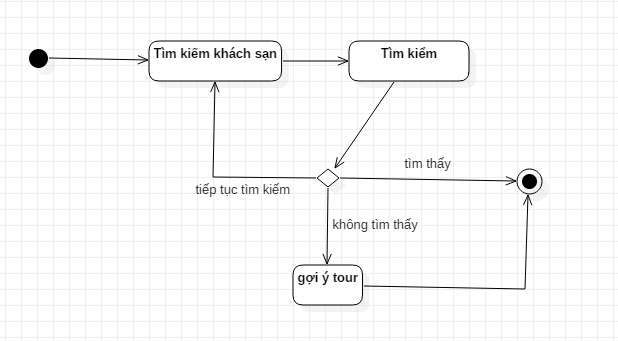 Tìm kiếm khách sạn
Tìm kiếm
tìm thấy
tiếp tục tìm kiếm
không tìm thấy
gợi ý tour